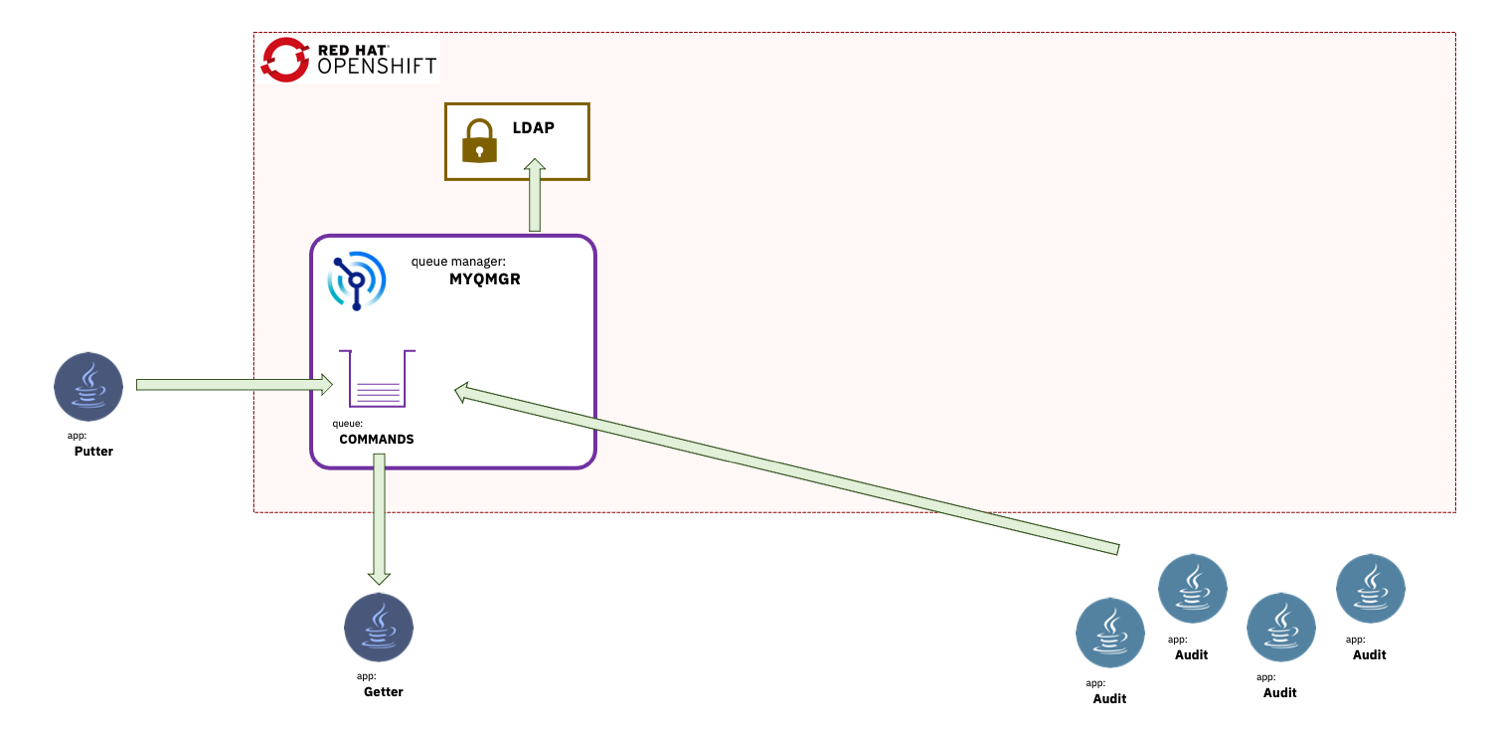 RED HAT
OPENSHIFT
LDAP
queue manager:
MYQMGR
queue:
COMMANDS
app:
Putter
app:
Getter
app:
Audit
app:
Audit
app:
Audit
app:
Audit